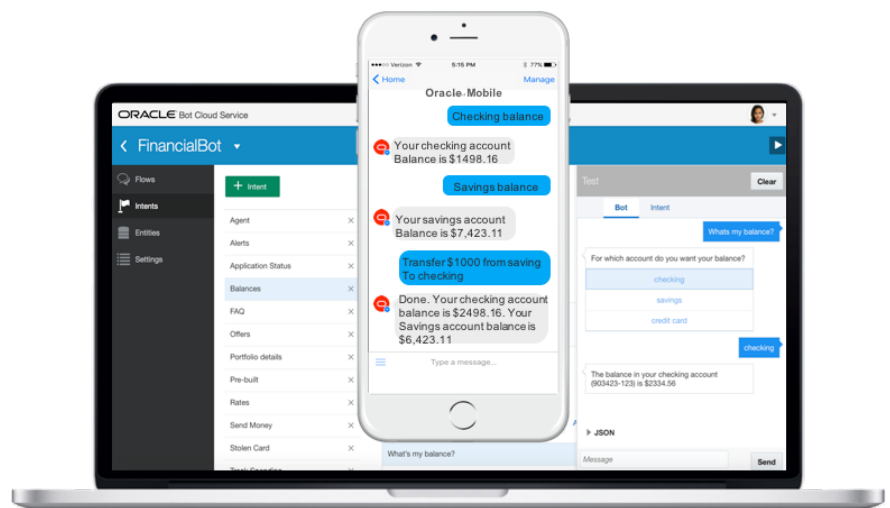 Verizon
5:15 PM
77%
Home
Manage
Oracle Mobile
Checking balance
Your checking account
Balance is $1498.16
Savings balance
Your savings account
Balance is $7,423.11
Transfer $1000 from saving
To checking
Done. Your checking account
balance is $2498.16. Your
Savings account balance is
$6,423.11
Type a message...
ORACLE Bot Cloud Service
FinancialBot
Flows
Intents
Entities
Settings
+ Intent
Agent
Alerts
Application Status
Balances
FAQ
Offers
Portfolio details
Pre-built
Rates
Send Money
Stolen Card
Track Spending
What's my balance?
Test
Clear
Bot
Intent
Whats my balance?
For which account do you want your balance?
checking
savings
credit card
checking
The balance in your checking account
(903423-123) is $2334.56
JSON
Message
Send